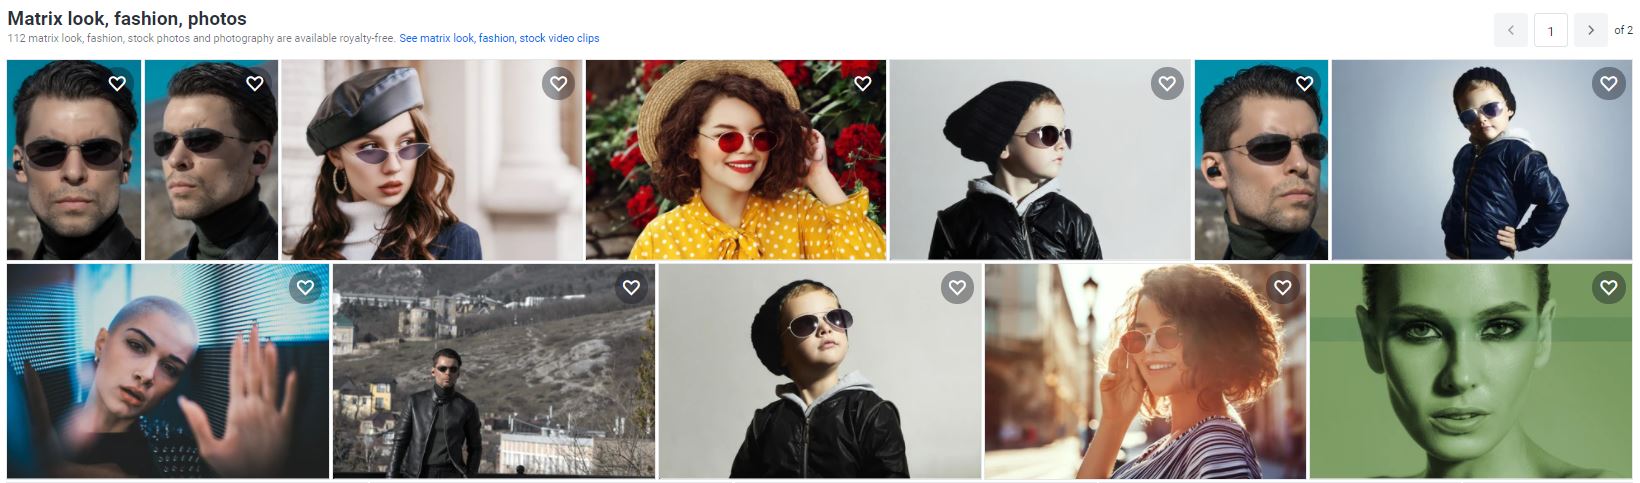 Matrix look, fashion, photos
112 matrix look, fashion, stock photos and photography are available royalty-free. See matrix look, fashion, stock video clips
1 of 2